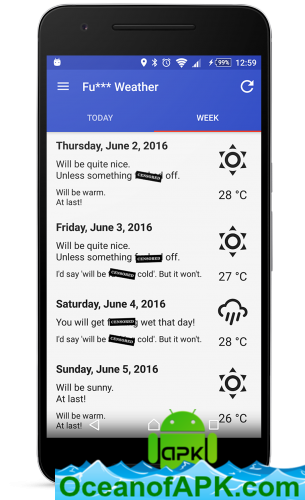 99% 12:59
Fu*** Weather
TODAY WEEK
Thursday, June 2, 2016
Will be quite nice.
Unless something f CENSORED off.
Will be warm. 28 °C
At last!
Friday, June 3, 2016
Will be quite nice.
Unless something f CENSORED off.
I'd say 'will be f CENSORED cold'. But it won't. 27 °C
Saturday, June 4, 2016
You will get f CENSORED g wet that day!
I'd say 'will be f CENSORED cold'. But it won't. 28 °C
Sunday, June 5, 2016
Will be sunny.
At last!
Will be warm. 26 °C
At last!
apk
OceanofAPK.com